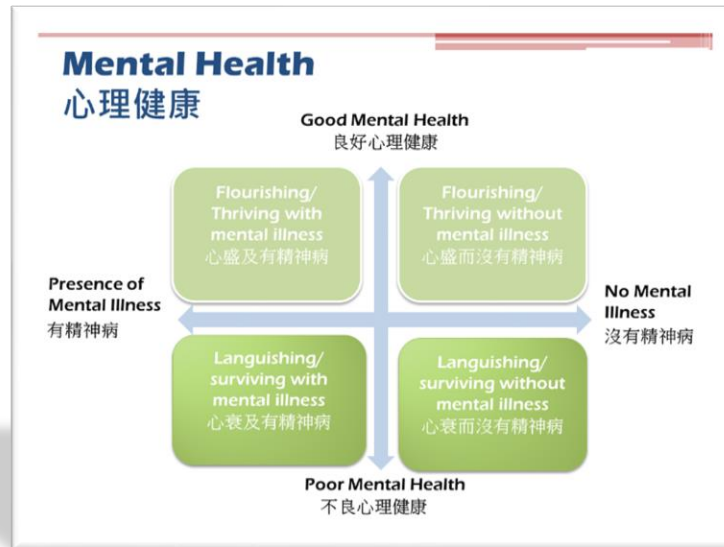 Mental Health
心理健康
Good Mental Health
良好心理健康
Flourishing/
Thriving with
mental illness
心盛及有精神病
Flourishing/
Thriving without
mental illness
心盛而沒有精神病
Presence of
Mental Illness
有精神病
No Mental
Illness
沒有精神病
Languishing/
surviving with
mental illness
心衰及有精神病
Languishing/
surviving without
mental illness
心衰而沒有精神病
Poor Mental Health
不良心理健康